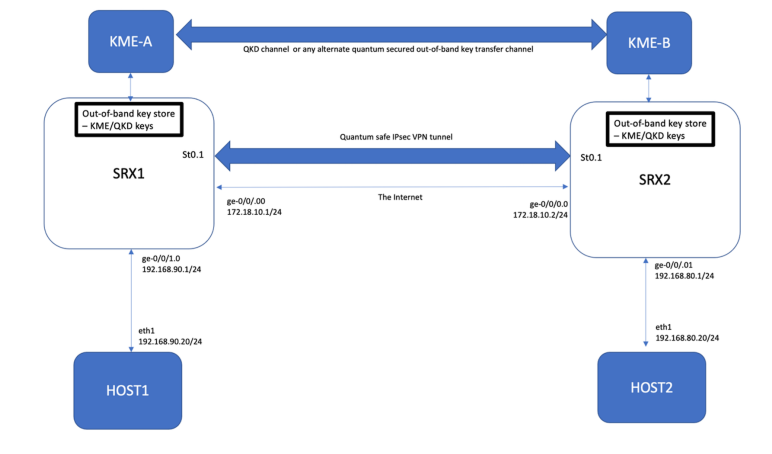 KME-A
QKD channel  or any alternate quantum secured out-of-band key transfer channel
KME-B
Out-of-band key store
– KME/QKD keys
Out-of-band key store
– KME/QKD keys
Quantum safe IPsec VPN tunnel
St0.1
St0.1
SRX1
SRX2
The Internet
ge-0/0/.00
172.18.10.1/24
ge-0/0/0.0
172.18.10.2/24
ge-0/0/1.0
192.168.90.1/24
ge-0/0/.01
192.168.80.1/24
eth1
192.168.90.20/24
eth1
192.168.80.20/24
HOST1
HOST2